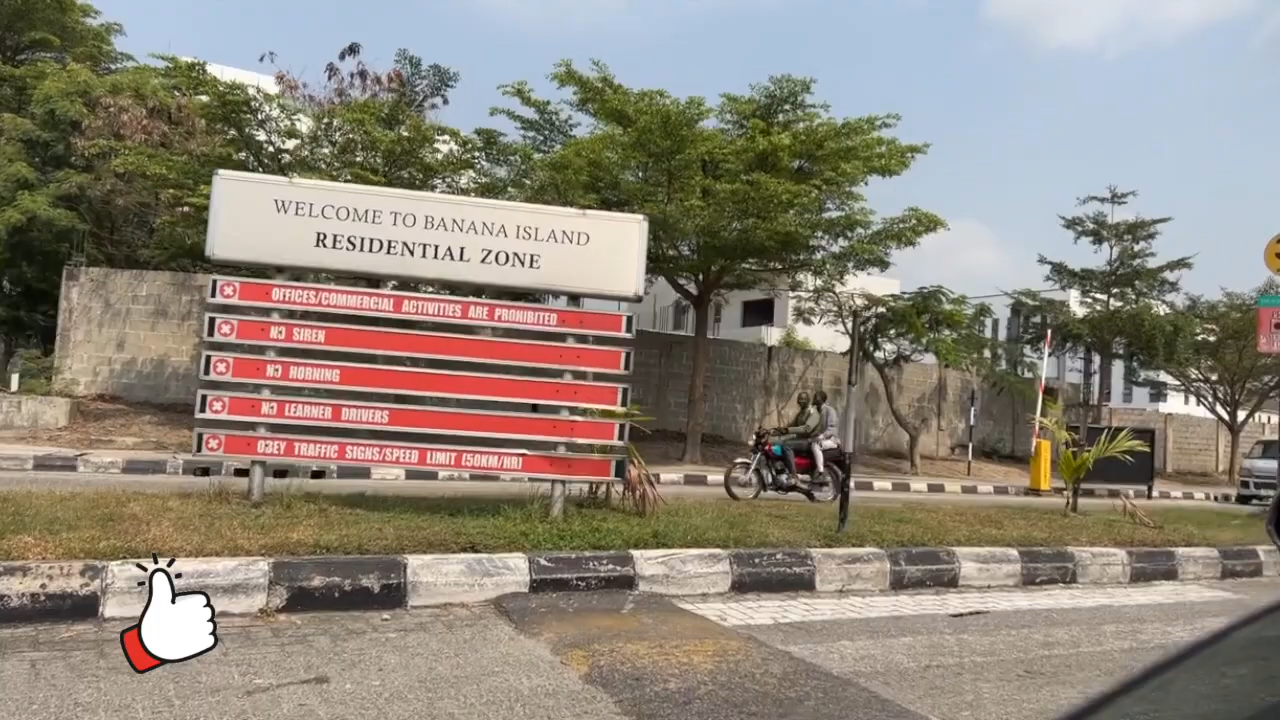 WELCOME TO BANANA ISLAND
RESIDENTIAL ZONE
OFFICES/COMMERCIAL ACTIVITIES ARE PROHIBITED
NO SIREN
NO HORNING
NO LEARNER DRIVERS
OBEY TRAFFIC SIGHS/SPEED LIMIT (50KM/HR)